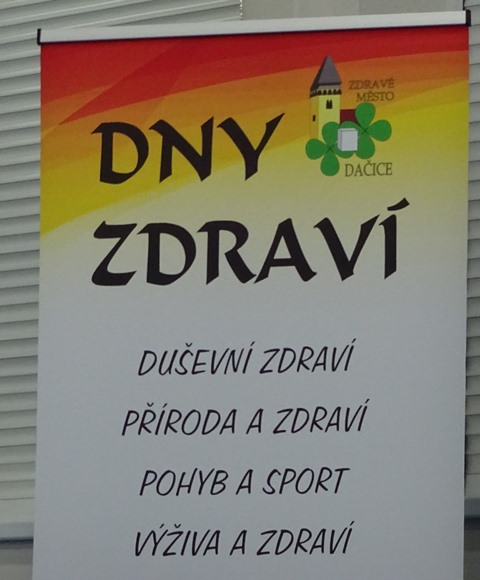 DNY
ZDRAVÉ
MĚSTO
DAČICE
ZDRAVÍ
DUŠEVNÍ ZDRAVÍ
PŘÍRODA A ZDRAVÍ
POHYB A SPORT
VÝŽIVA A ZDRAVÍ